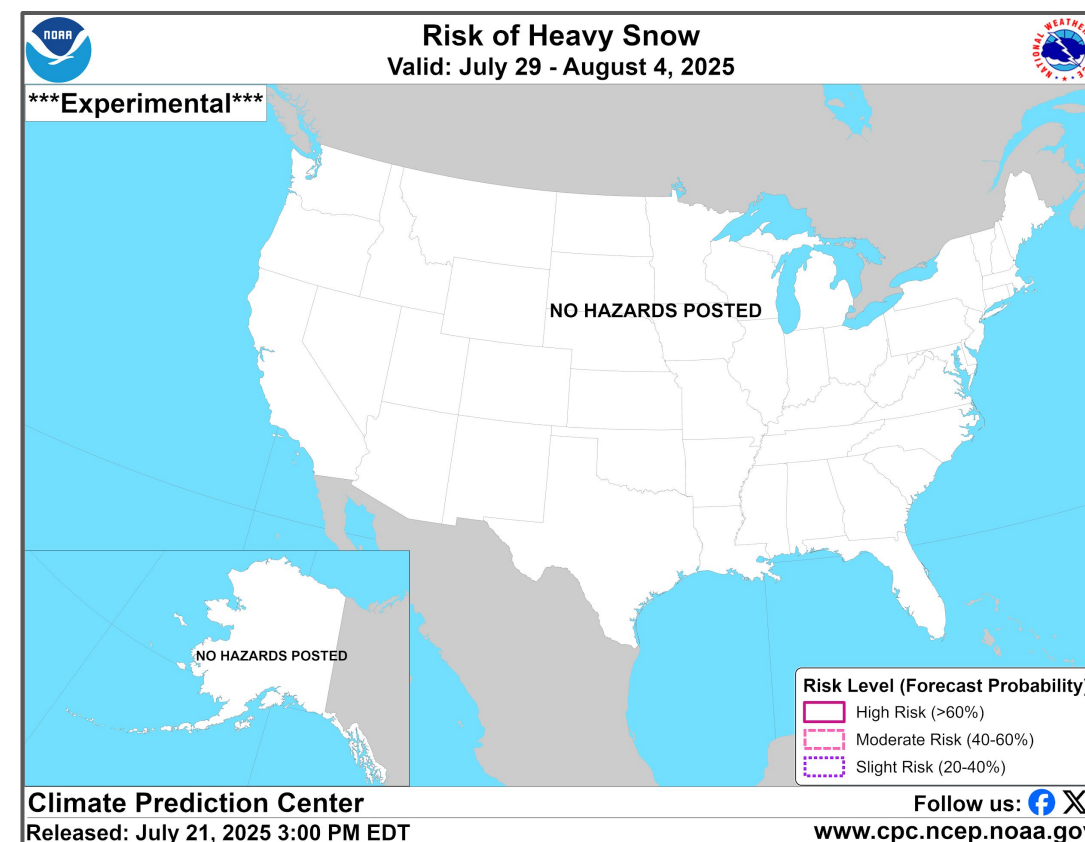 NOAA
Risk of Heavy Snow
Valid: July 29 - August 4, 2025
***Experimental***
NO HAZARDS POSTED
NO HAZARDS POSTED
Risk Level (Forecast Probability)
High Risk (>60%)
Moderate Risk (40-60%)
Slight Risk (20-40%)
Climate Prediction Center
Follow us:
Released: July 21, 2025 3:00 PM EDT
www.cpc.ncep.noaa.gov